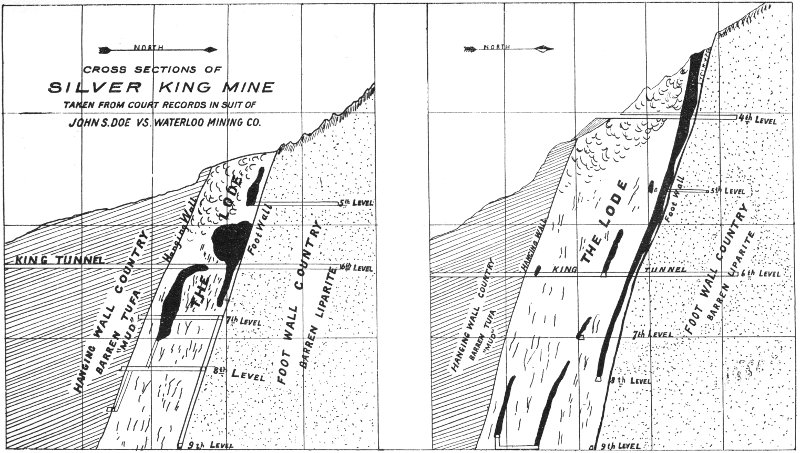 NORTH
CROSS SECTIONS OF
SILVER KING MINE
TAKEN FROM COURT RECORDS IN SUIT OF
JOHN S. DOE VS. WATERLOO MINING CO.
Hanging Wall
THE LODE
Foot Wall
5th LEVEL
KING TUNNEL
6th LEVEL
7th LEVEL
8th LEVEL
9th LEVEL
HANGING WALL COUNTRY
BARREN TUFA
"MUD"
FOOT WALL COUNTRY
BARREN LIPARITE
NORTH
4th LEVEL
5th LEVEL
HANGING WALL
THE LODE
Foot Wall
KING TUNNEL
6th LEVEL
7th LEVEL
8th LEVEL
9th LEVEL
HANGING WALL COUNTRY
BARREN TUFA
"MUD"
FOOT WALL COUNTRY
BARREN LIPARITE